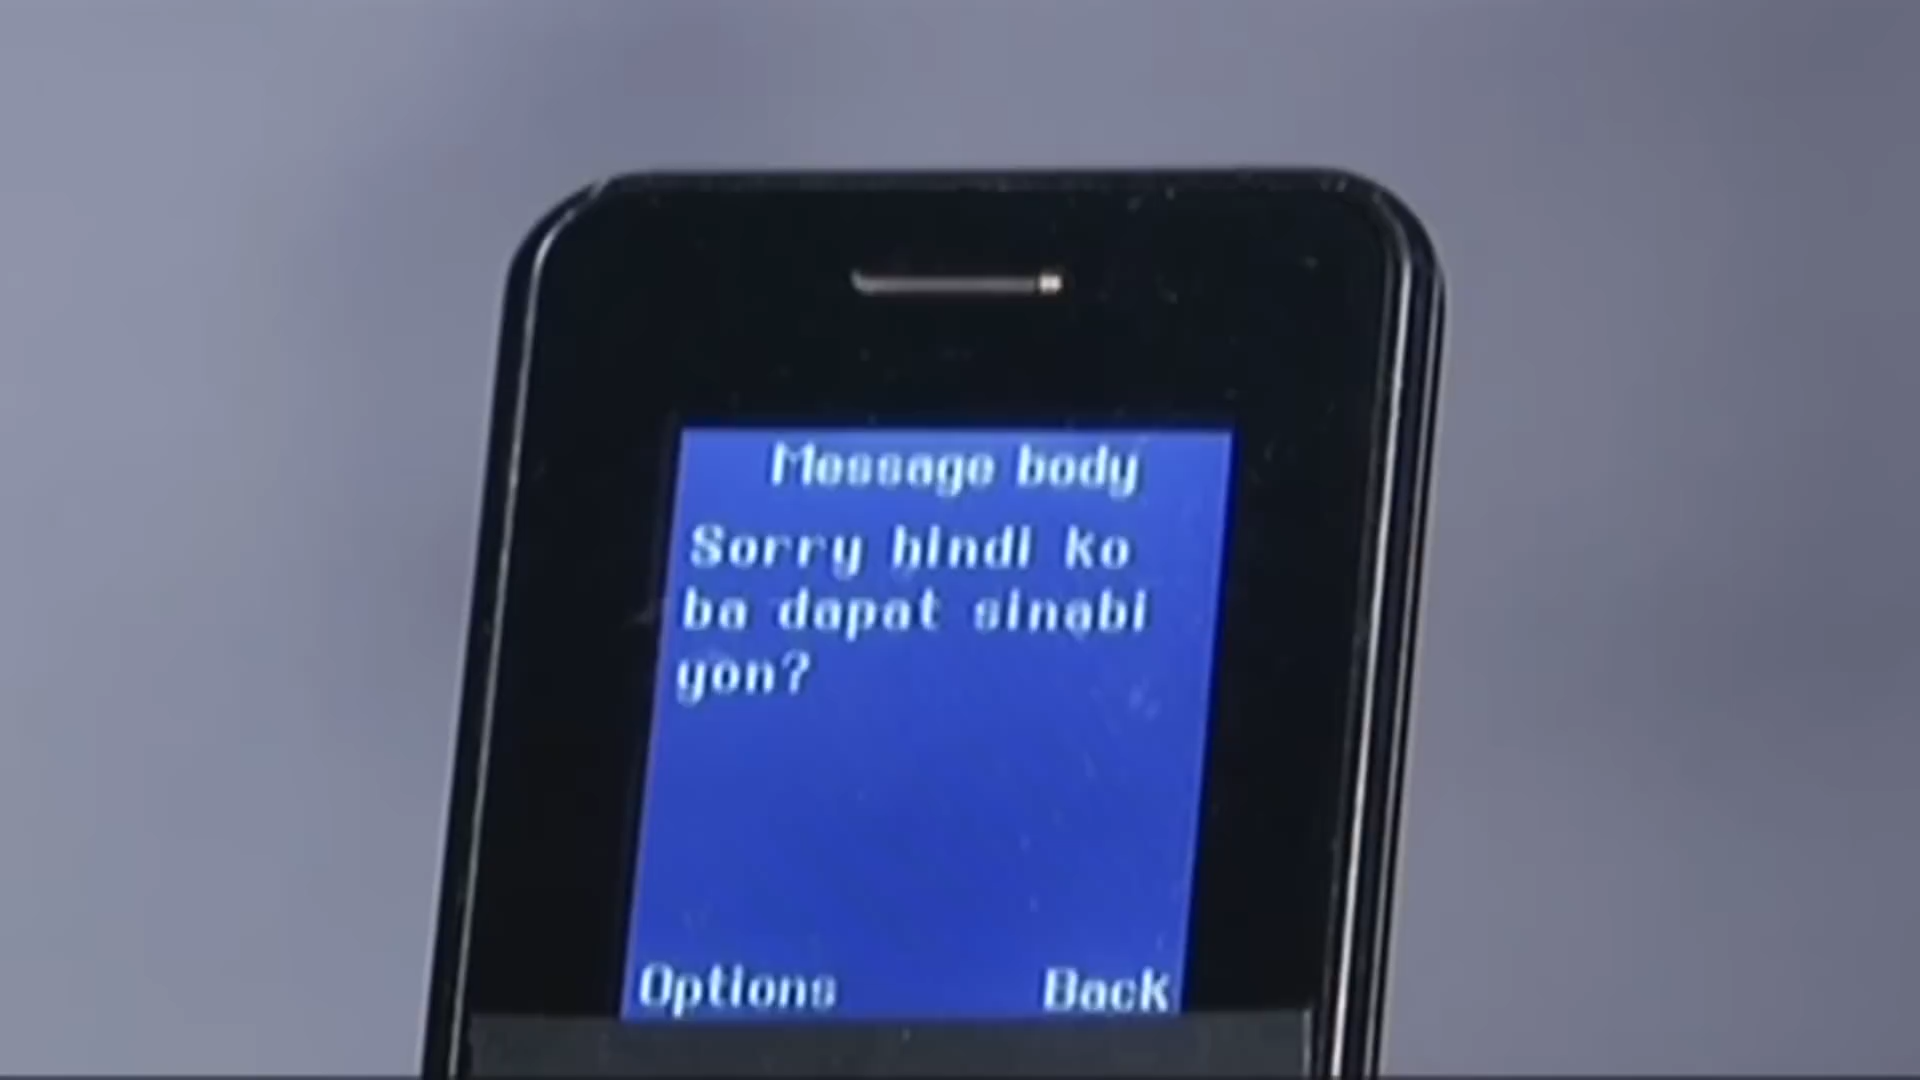 Message body
Sorry hindi ko
ba dapat sinabi
yon?
Options
Back